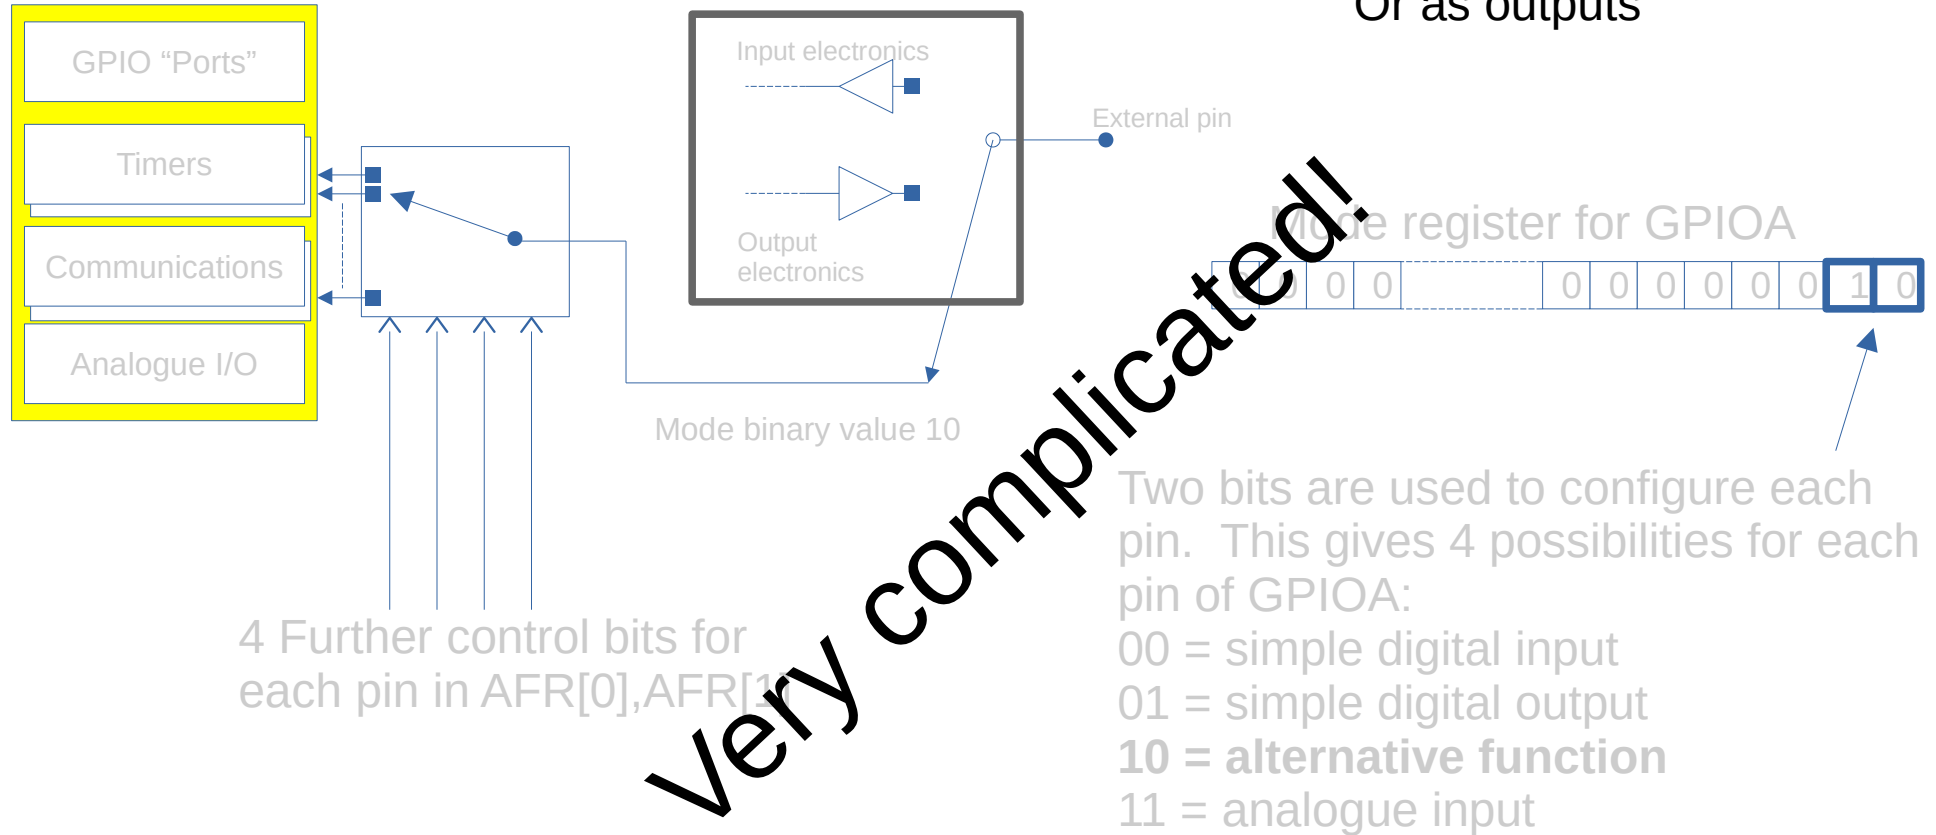 Or as outputs
GPIO “Ports”
Timers
Communications
Analogue I/O
Input electronics
Output
electronics
External pin
Mode register for GPIOA
0 0 0 0 0 0 0 0 0 0 1 0
Mode binary value 10
4 Further control bits for
each pin in AFR[0],AFR[1]
Very complicated!
Two bits are used to configure each
pin.  This gives 4 possibilities for each
pin of GPIOA:
00 = simple digital input
01 = simple digital output
10 = alternative function
11 = analogue input